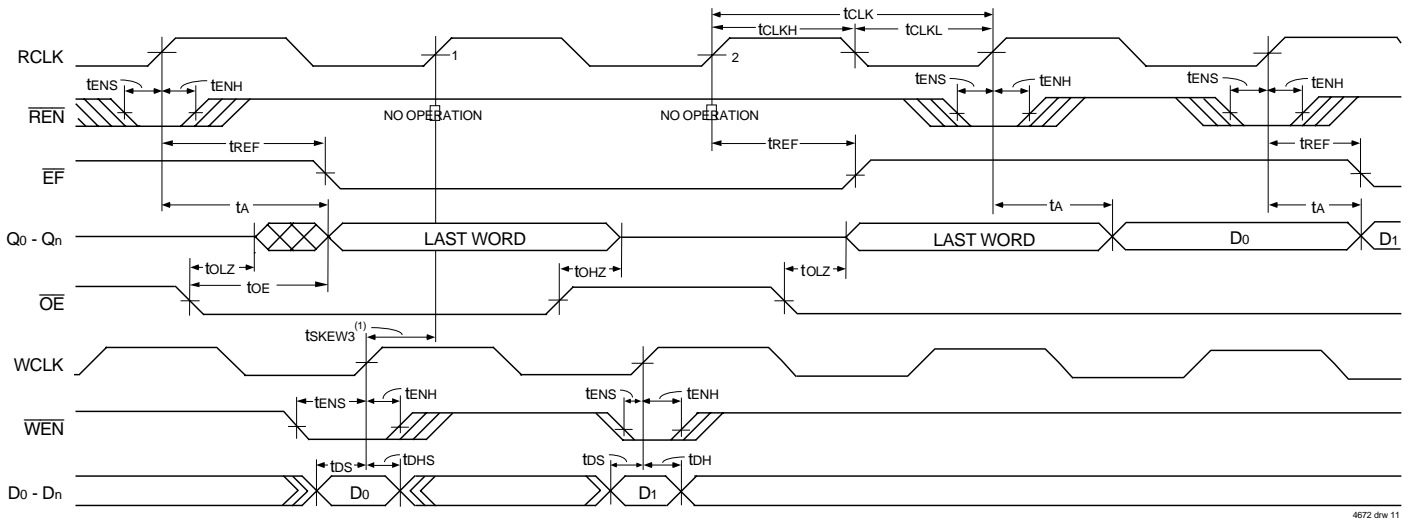 tCLK
tCLKH tCLKL
RCLK 1 2
tENS tENH tENS tENH tENS tENH
REN NO OPERATION NO OPERATION
tREF tREF tREF
EF
tA tA tA
Q0 - Qn LAST WORD LAST WORD D0 D1
tOLZ tOHZ tOLZ
tOE
OE
tSKEW3(1)
WCLK
tENS tENH tENS tENH
WEN
tDS tDHS tDS tDH
D0 - Dn D0 D1
4672 drw 11